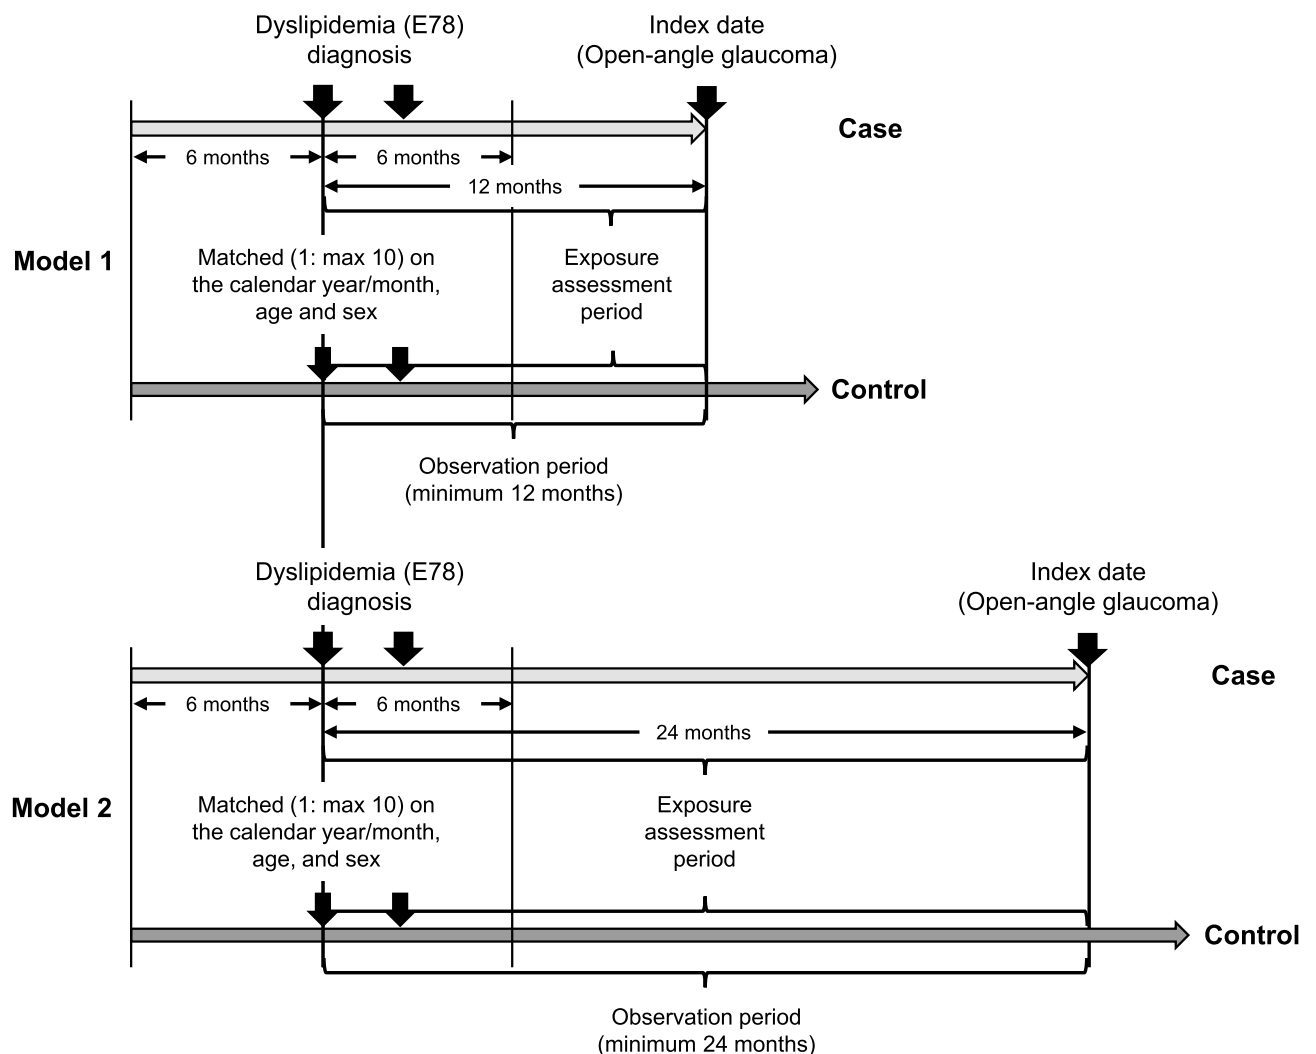 Dyslipidemia (E78)
diagnosis
Index date
(Open-angle glaucoma)
Case
6 months
6 months
12 months
Model 1
Matched (1: max 10) on
the calendar year/month,
age and sex
Exposure
assessment
period
Control
Observation period
(minimum 12 months)
Dyslipidemia (E78)
diagnosis
Index date
(Open-angle glaucoma)
Case
6 months
6 months
24 months
Model 2
Matched (1: max 10) on
the calendar year/month,
age, and sex
Exposure
assessment
period
Control
Observation period
(minimum 24 months)